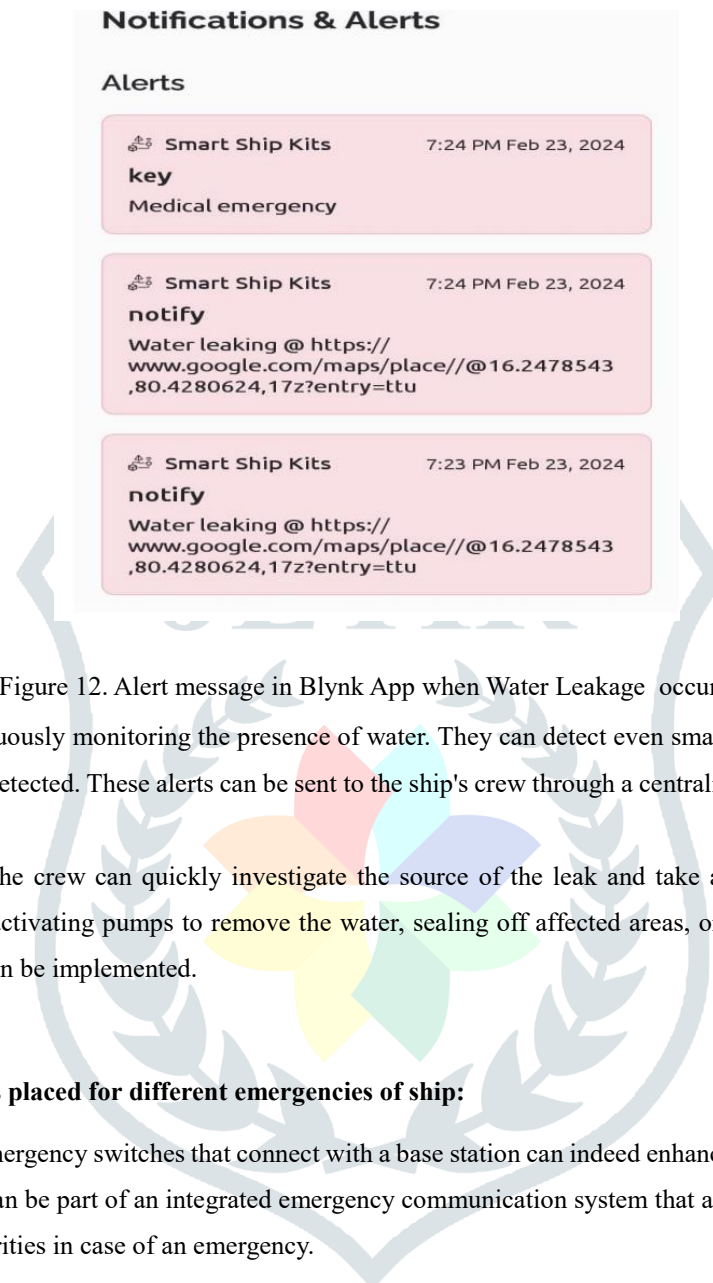 Notifications & Alerts
Alerts
Smart Ship Kits 7:24 PM Feb 23, 2024
key
Medical emergency
Smart Ship Kits 7:24 PM Feb 23, 2024
notify
Water leaking @ https://
www.google.com/maps/place//@16.2478543
,80.4280624,17z?entry=ttu
Smart Ship Kits 7:23 PM Feb 23, 2024
notify
Water leaking @ https://
www.google.com/maps/place//@16.2478543
,80.4280624,17z?entry=ttu
Figure 12. Alert message in Blynk App when Water Leakage occur
uously monitoring the presence of water. They can detect even sma
etected. These alerts can be sent to the ship's crew through a central
he crew can quickly investigate the source of the leak and take a
activating pumps to remove the water, sealing off affected areas, o
n be implemented.
s placed for different emergencies of ship:
nergency switches that connect with a base station can indeed enhan
an be part of an integrated emergency communication system that a
rities in case of an emergency.